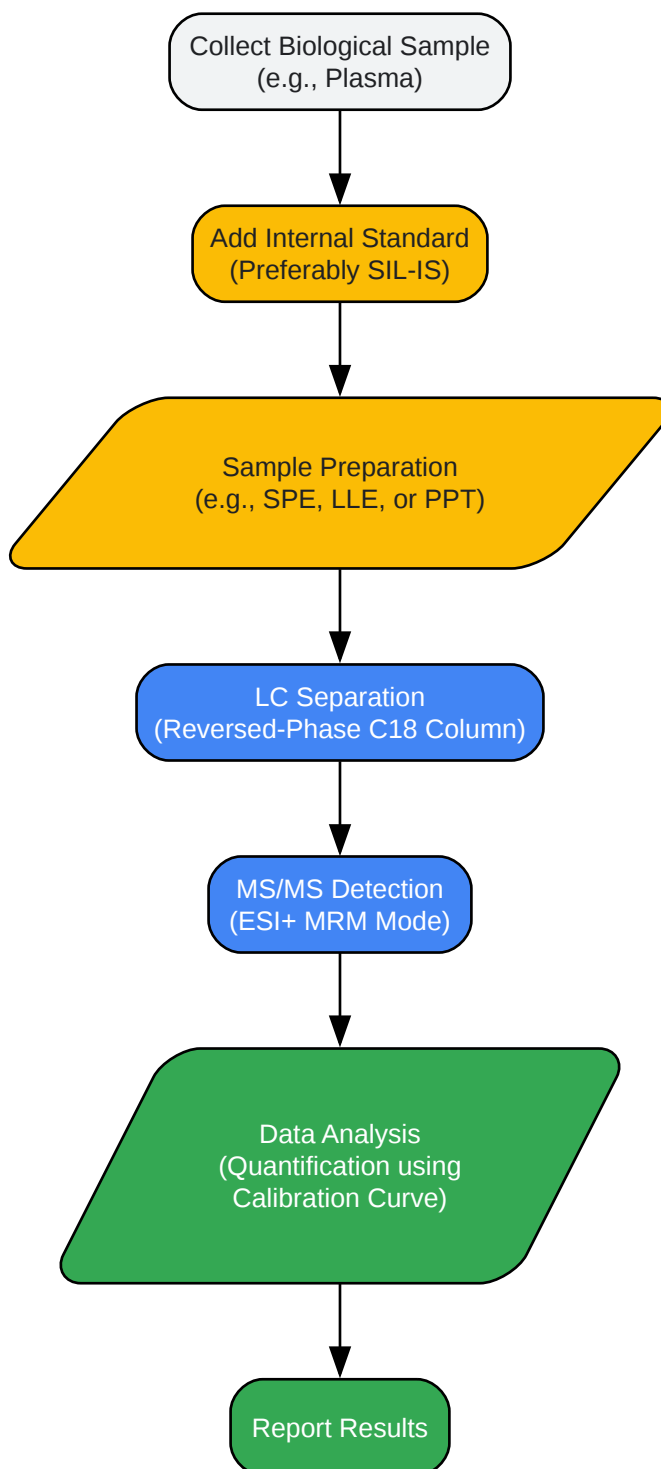 Collect Biological Sample
(e.g., Plasma)
Add Internal Standard
(Preferably SIL-IS)
Sample Preparation
(e.g., SPE, LLE, or PPT)
LC Separation
(Reversed-Phase C18 Column)
MS/MS Detection
(ESI+ MRM Mode)
Data Analysis
(Quantification using
Calibration Curve)
Report Results